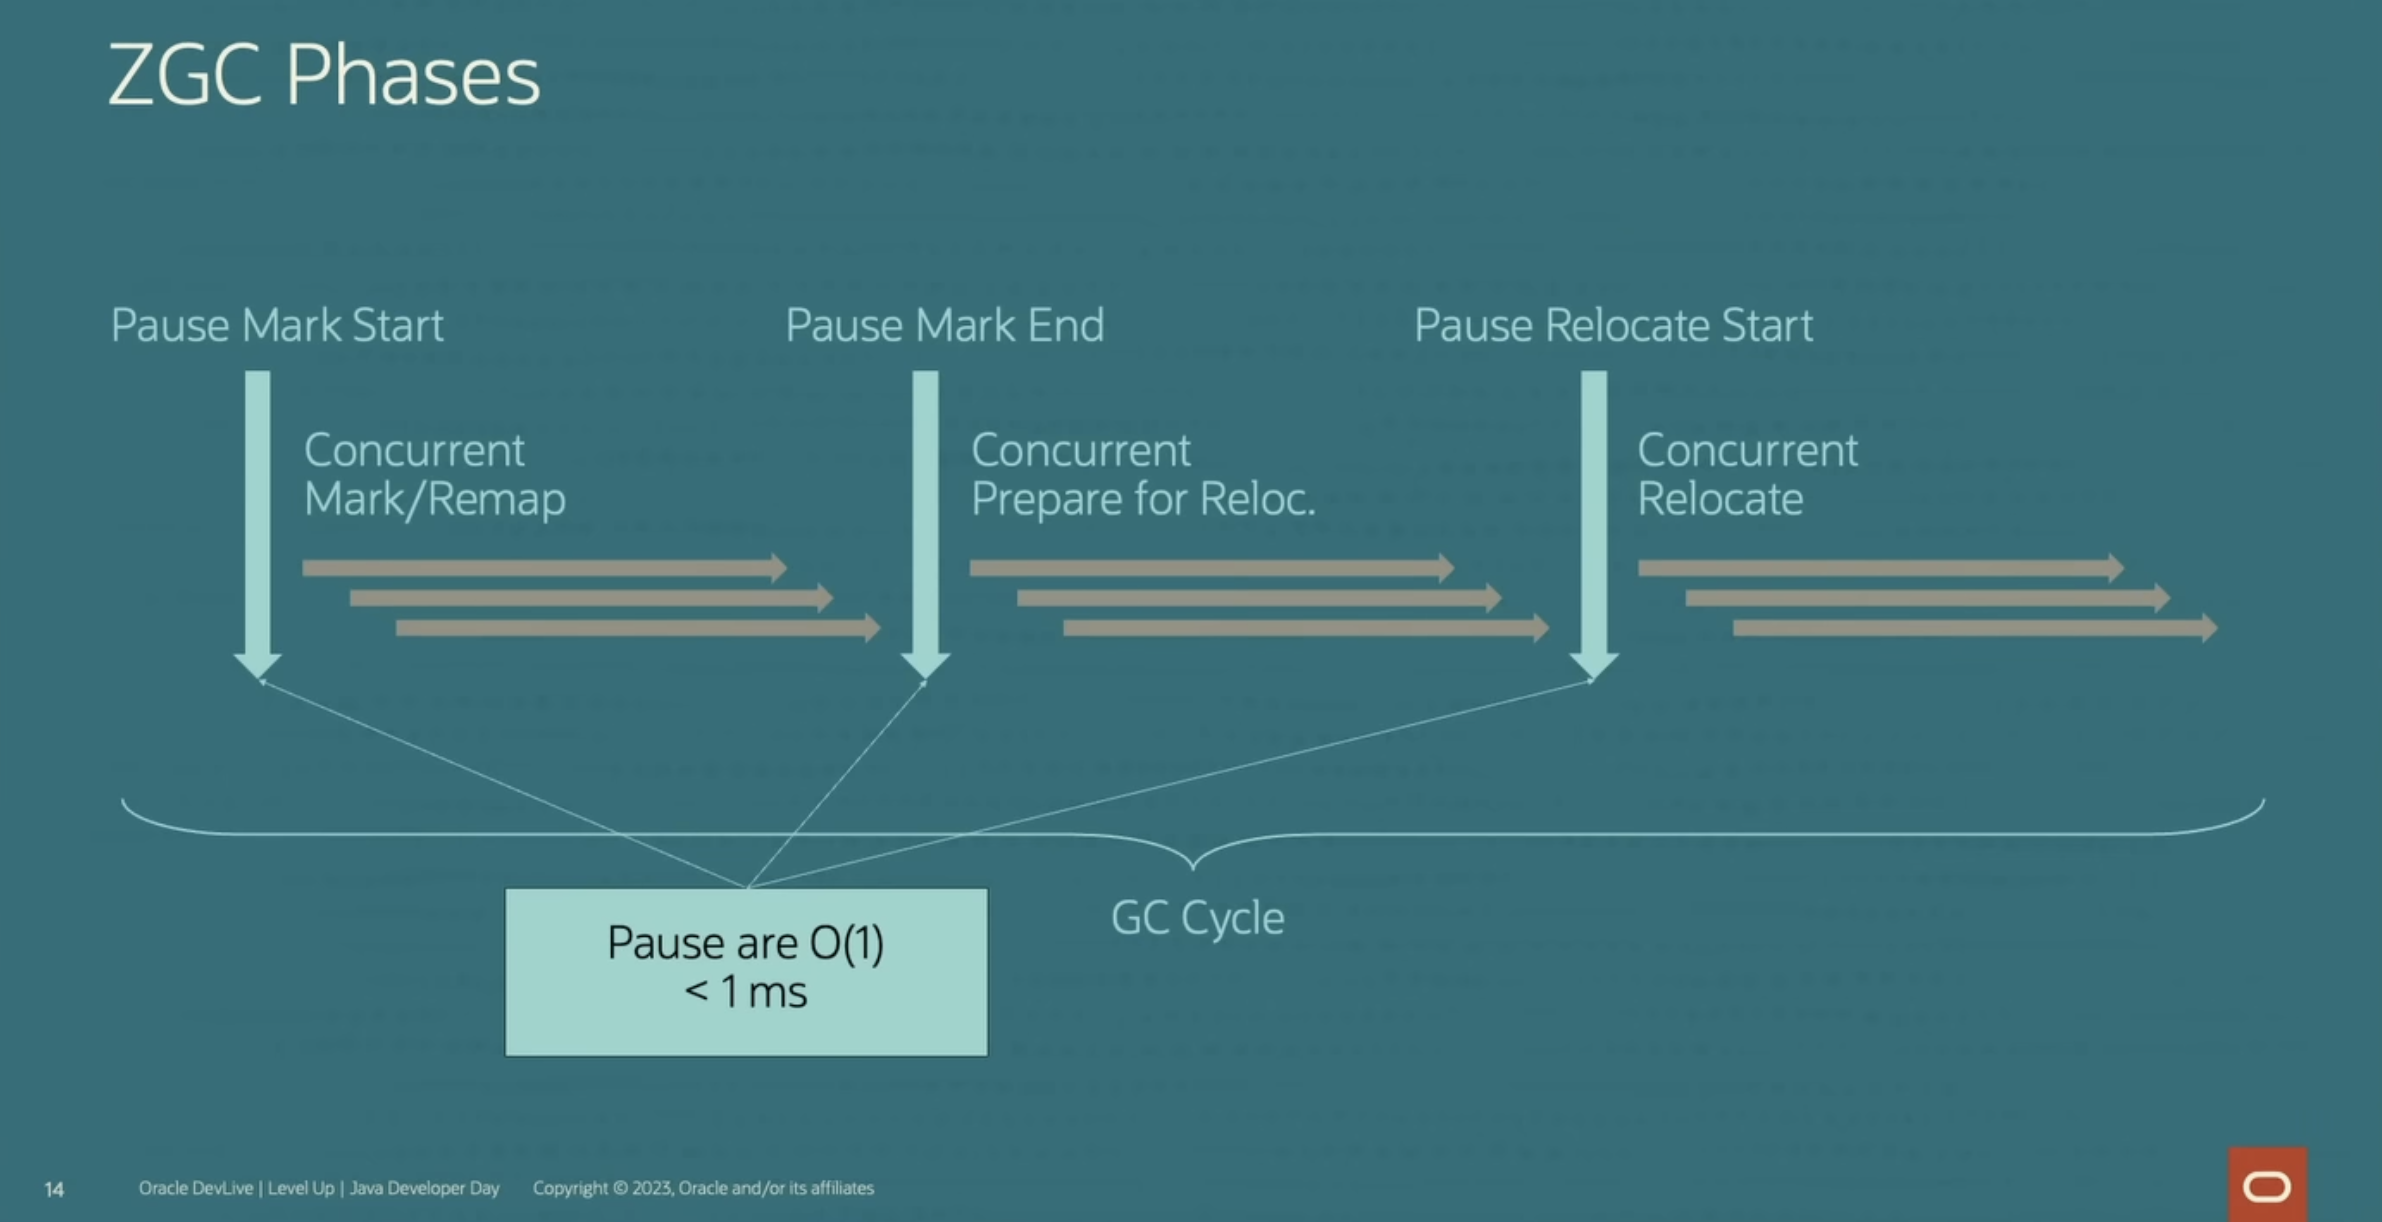 ZGC Phases
Pause Mark Start
Pause Mark End
Pause Relocate Start
Concurrent
Mark/Remap
Concurrent
Prepare for Reloc.
Concurrent
Relocate
Pause are O(1)
< 1 ms
GC Cycle
14
Oracle DevLive | Level Up | Java Developer Day
Copyright © 2023, Oracle and/or its affiliates